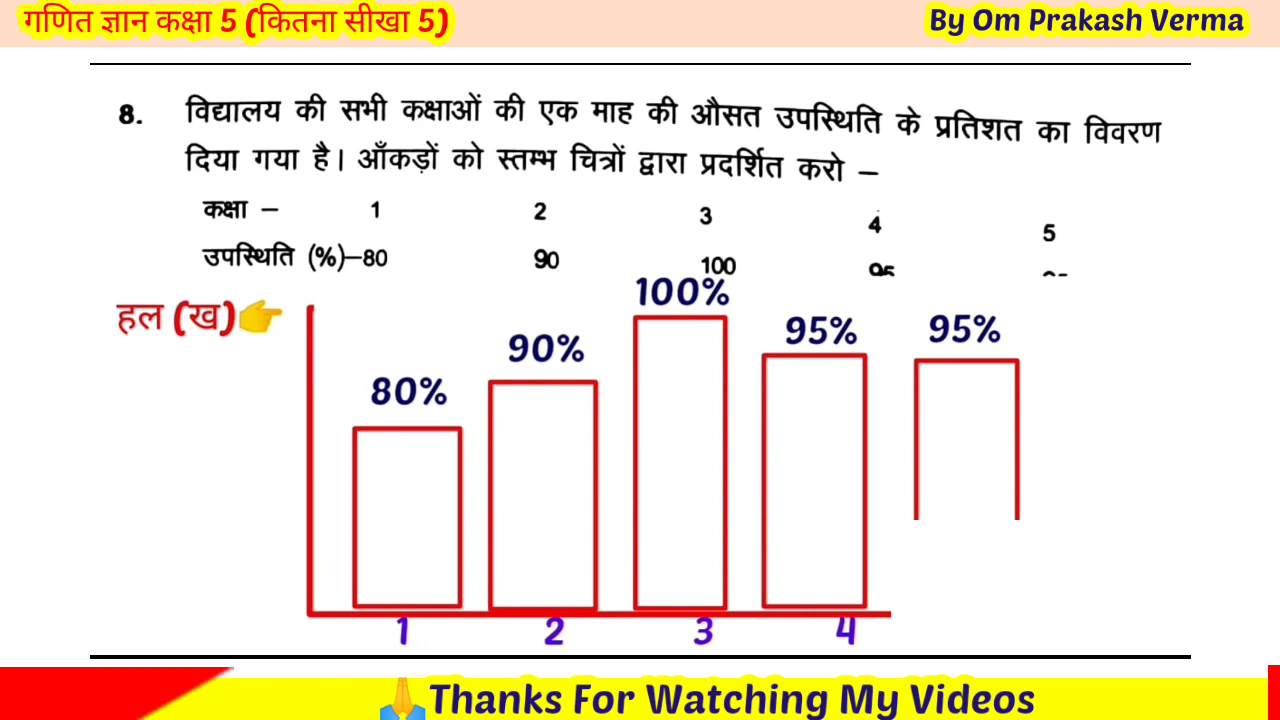 गणित ज्ञान कक्षा 5 (कितना सीखा 5)
By Om Prakash Verma
8. विद्यालय की सभी कक्षाओं की एक माह की औसत उपस्थिति के प्रतिशत का विवरण
दिया गया है। आँकड़ों को स्तम्भ चित्रों द्वारा प्रदर्शित करो –
कक्षा – 1 2 3 4 5
उपस्थिति (%)–80 90 100 95
हल (ख)👉
80% 90% 100% 95% 95%
1 2 3 4
🙏Thanks For Watching My Videos